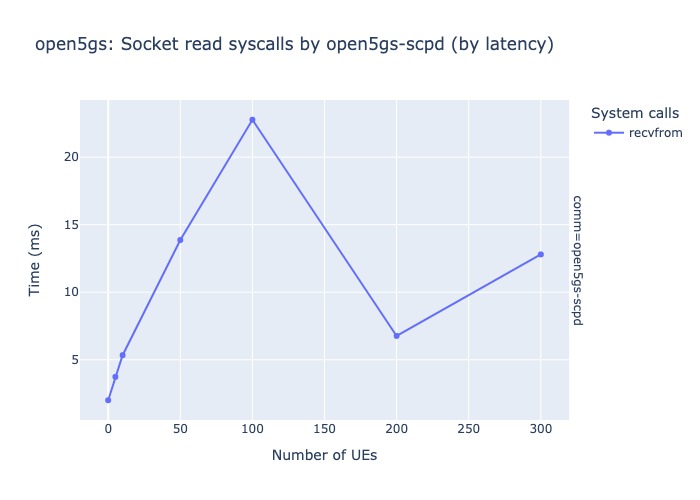 open5gs: Socket read syscalls by open5gs-scpd (by latency)
System calls
recvfrom
20
15
10
5
Time (ms)
comm=open5gs-scpd
0 50 100 150 200 250 300
Number of UEs